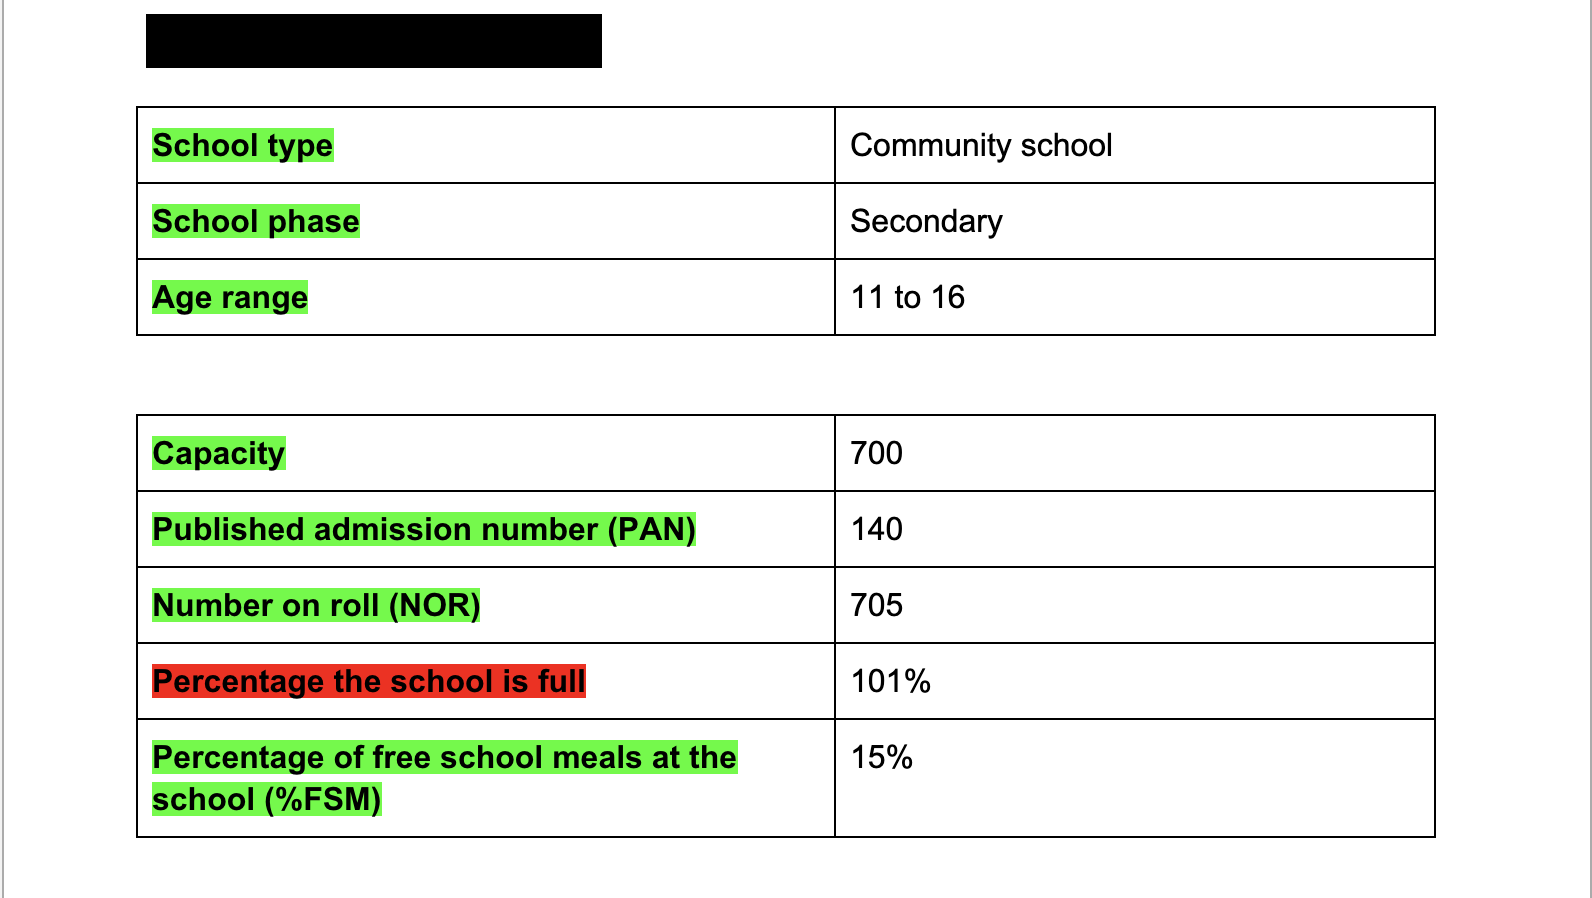 School type Community school
School phase Secondary
Age range 11 to 16
Capacity 700
Published admission number (PAN) 140
Number on roll (NOR) 705
Percentage the school is full 101%
Percentage of free school meals at the 15%
school (%FSM)